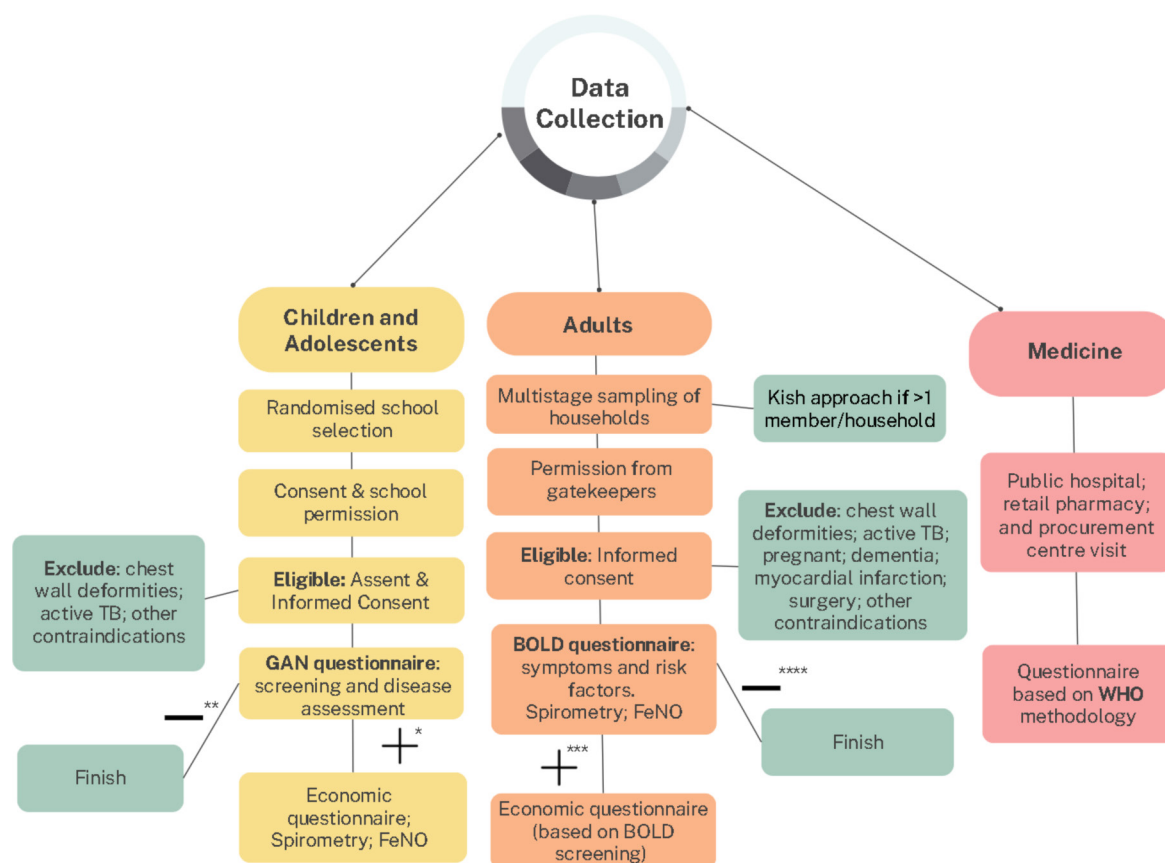 Data
Collection
Children and
Adolescents
Randomised school
selection
Consent & school
permission
Eligible: Assent &
Informed Consent
Exclude: chest
wall deformities;
active TB; other
contraindications
GAN questionnaire:
screening and disease
assessment
**
Finish
*
Economic
questionnaire;
Spirometry; FeNO
Adults
Multistage sampling of
households
Kish approach if >1
member/household
Permission from
gatekeepers
Eligible: Informed
consent
Exclude: chest wall
deformities; active TB;
pregnant; dementia;
myocardial infarction;
surgery; other
contraindications
BOLD questionnaire:
symptoms and risk
factors.
Spirometry; FeNO
****
Finish
***
Economic questionnaire
(based on BOLD
screening)
Medicine
Public hospital;
retail pharmacy;
and procurement
centre visit
Questionnaire
based on WHO
methodology